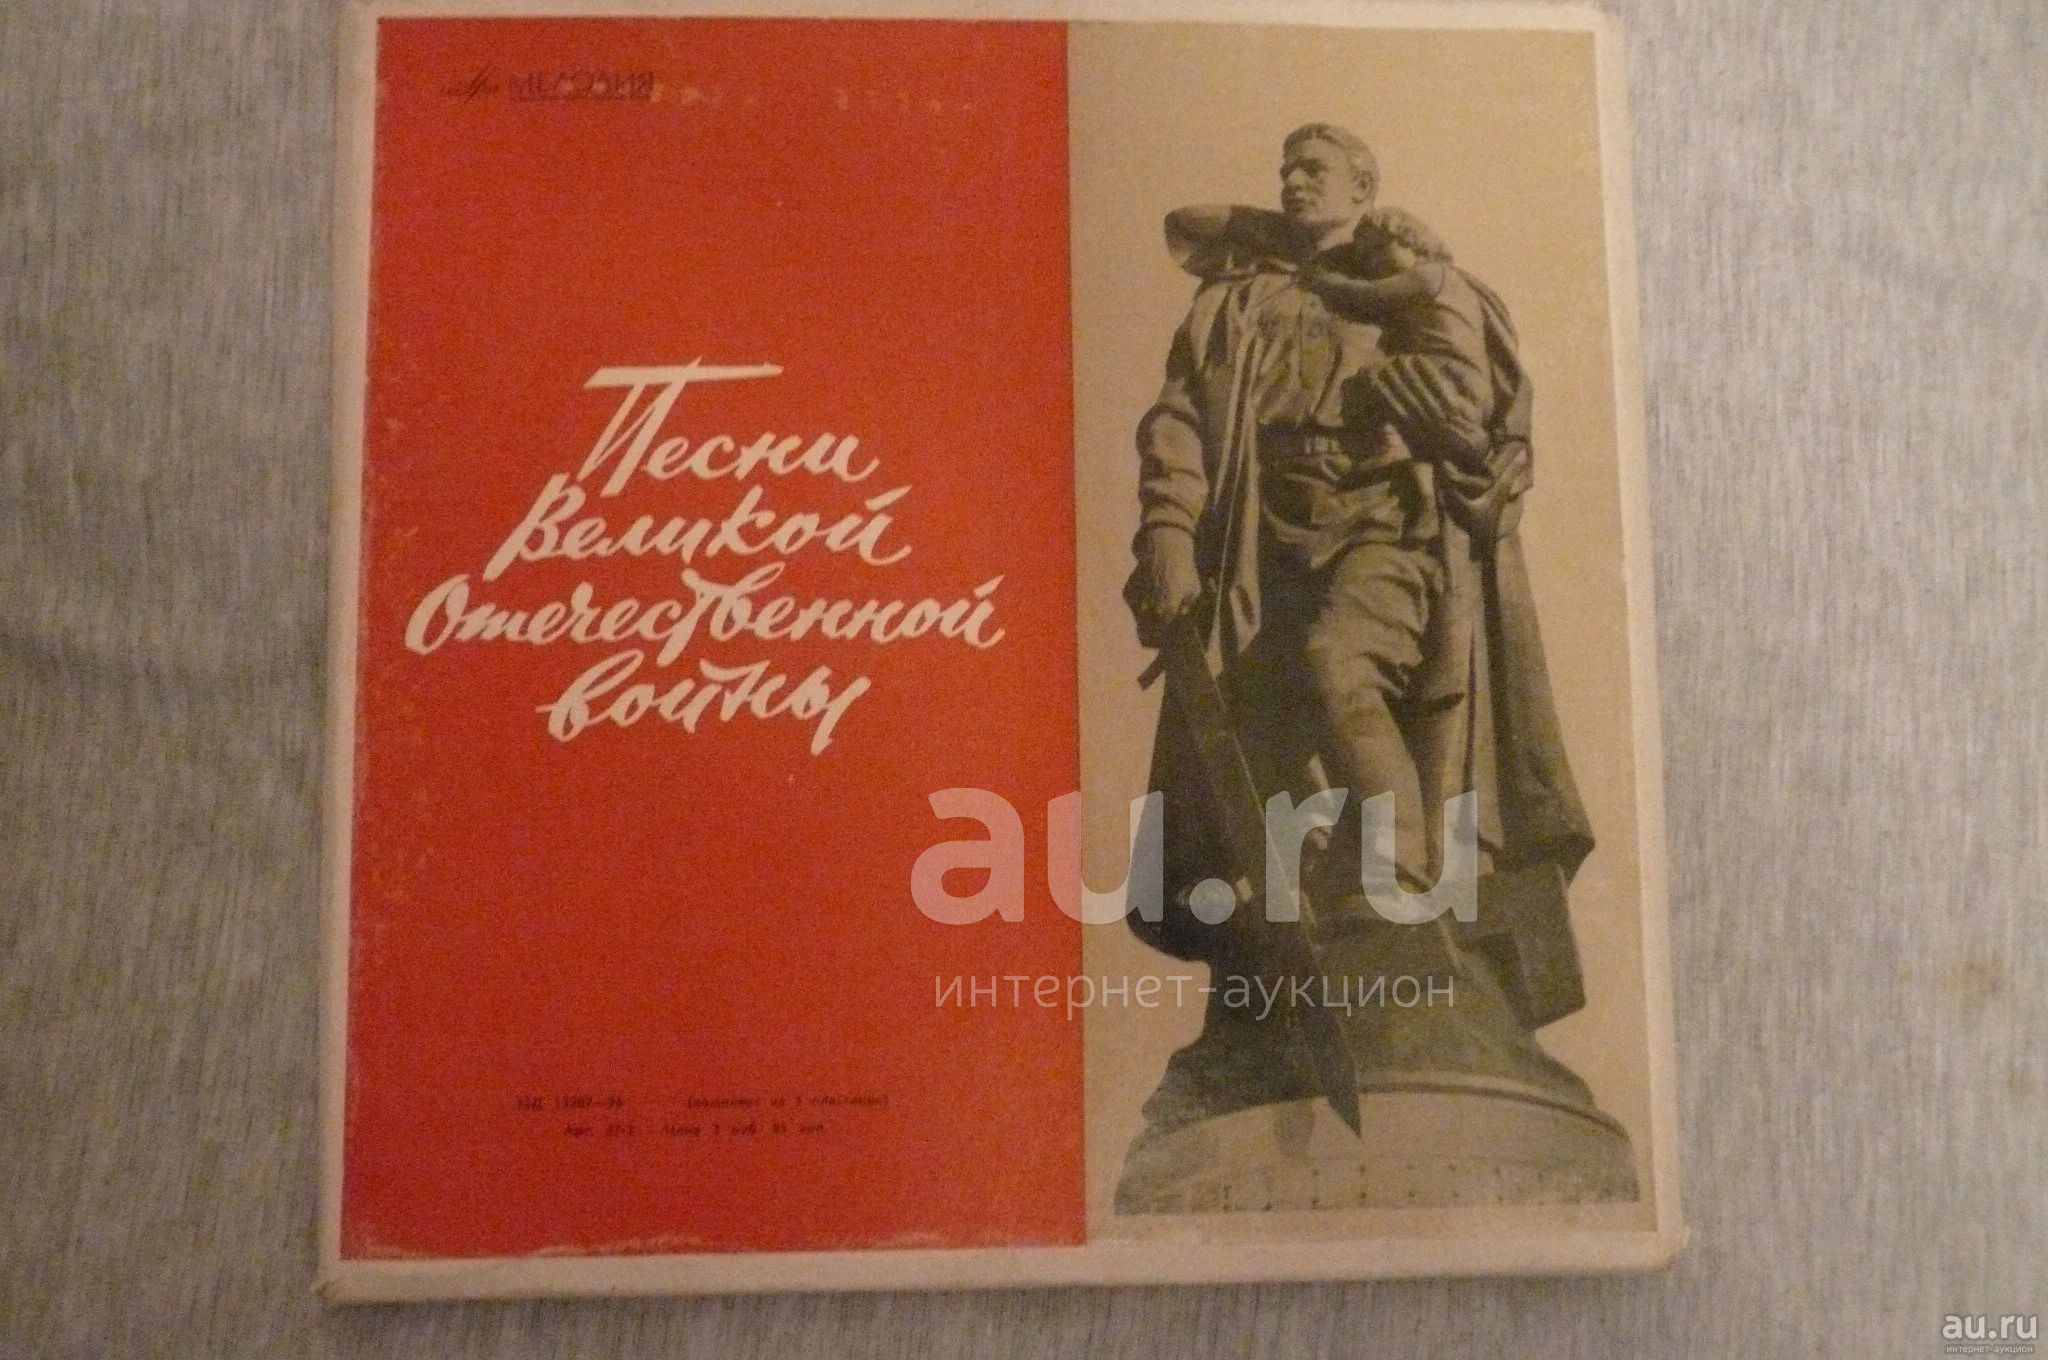 МЕЛОДИЯ
Песни
Великой
Отечественной
войны
au.ru
интернет-аукцион
au.ru
интернет-аукцион